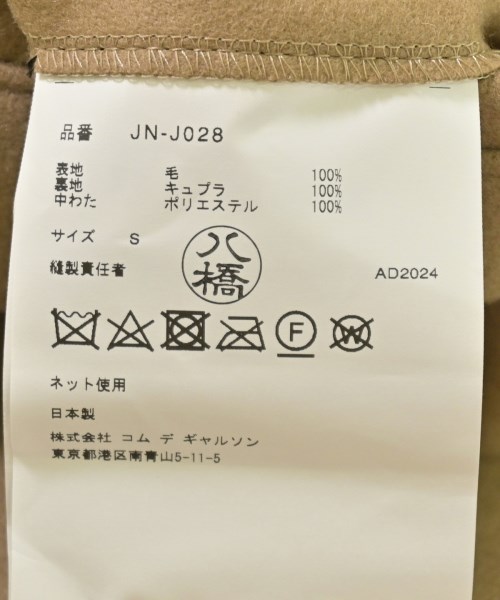 品番 JN-J028
表地 毛 100%
裏地 キュプラ 100%
中わた ポリエステル 100%
サイズ S
縫製責任者 八橋 AD2024
F W
ネット使用
日本製
株式会社 コム デ ギャルソン
東京都港区南青山5-11-5